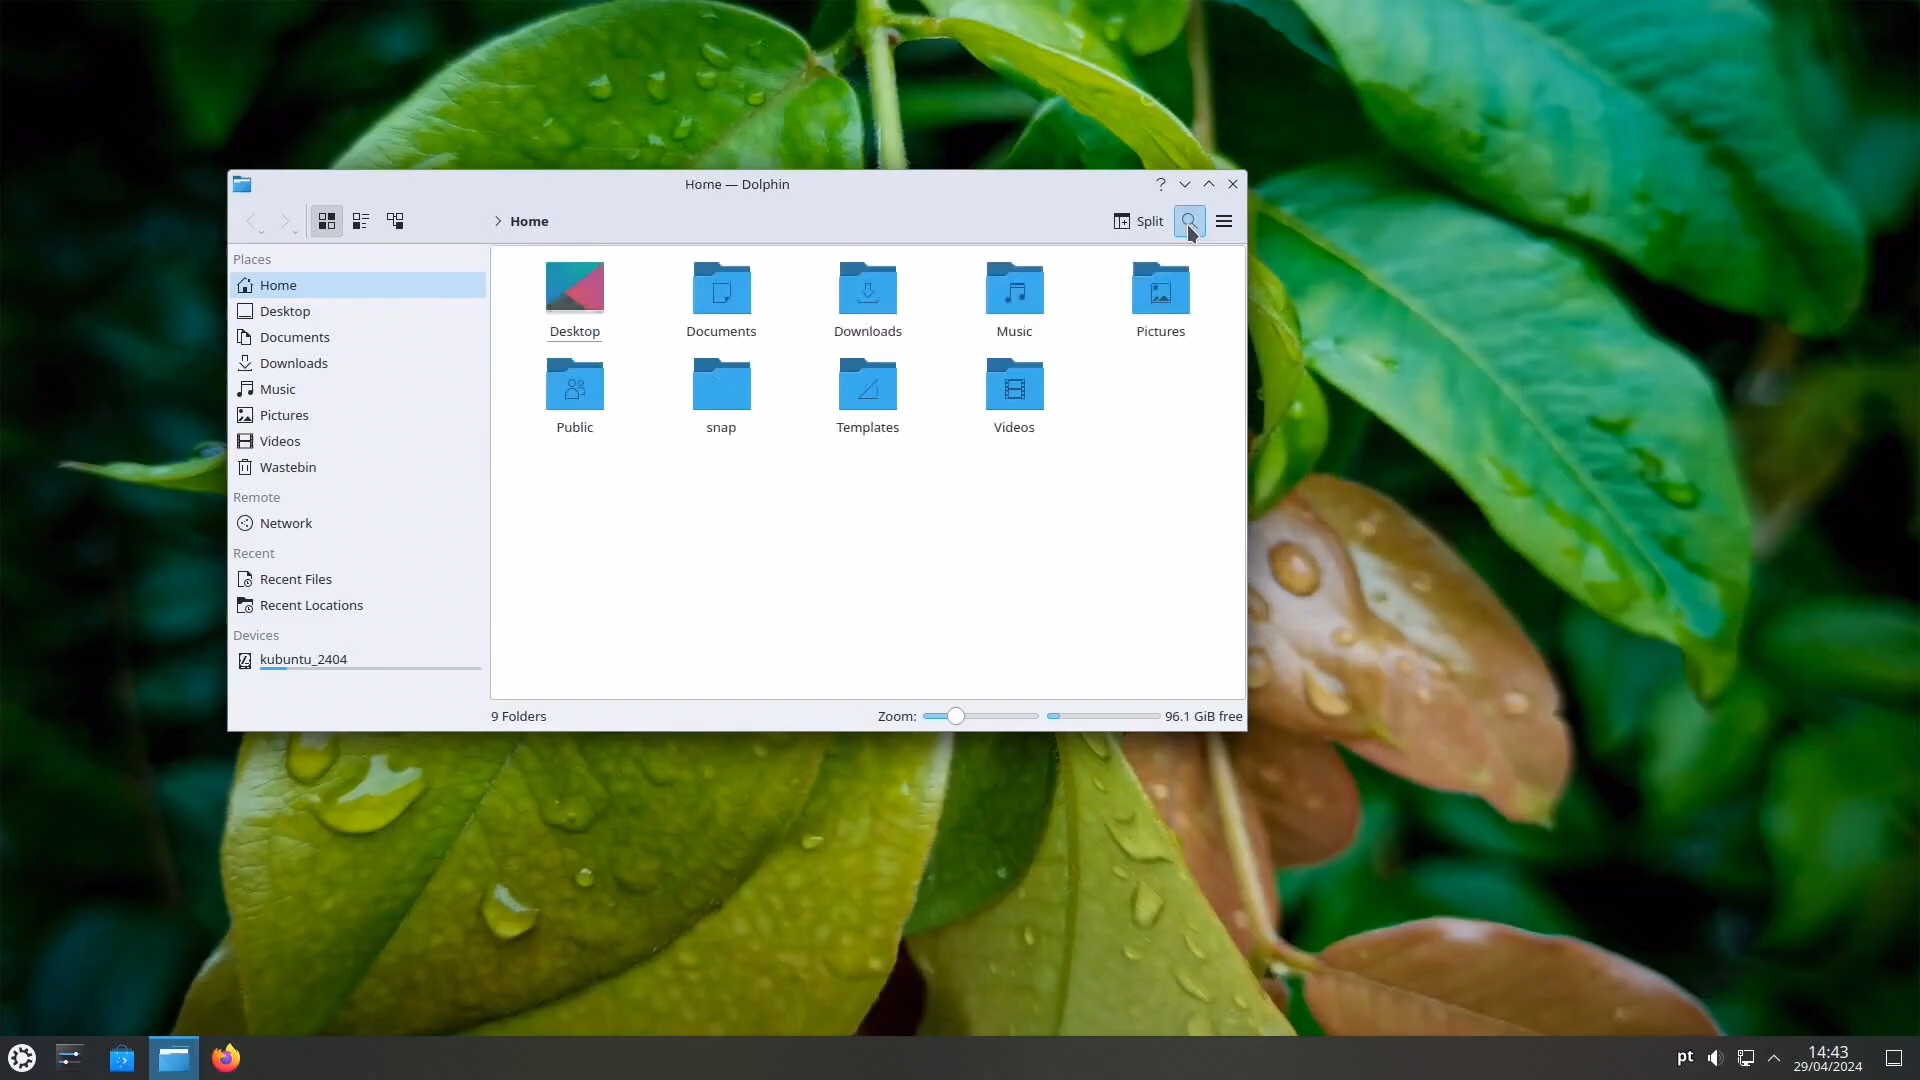 Home — Dolphin
Home
Split
Places
Home
Desktop
Documents
Downloads
Music
Pictures
Videos
Wastebin
Remote
Network
Recent
Recent Files
Recent Locations
Devices
kubuntu_2404
Desktop
Documents
Downloads
Music
Pictures
Public
snap
Templates
Videos
9 Folders
Zoom:
96.1 GiB free
pt
14:43
29/04/2024